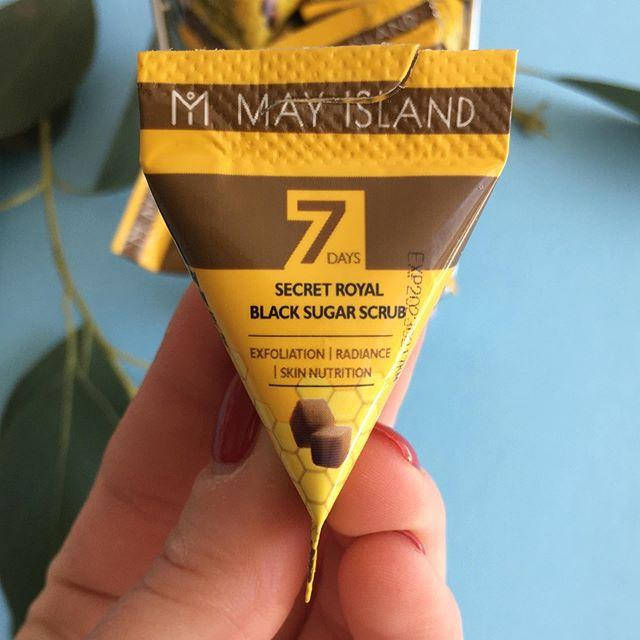 MAY ISLAND
7
DAYS
SECRET ROYAL
BLACK SUGAR SCRUB
EXFOLIATION | RADIANCE
| SKIN NUTRITION